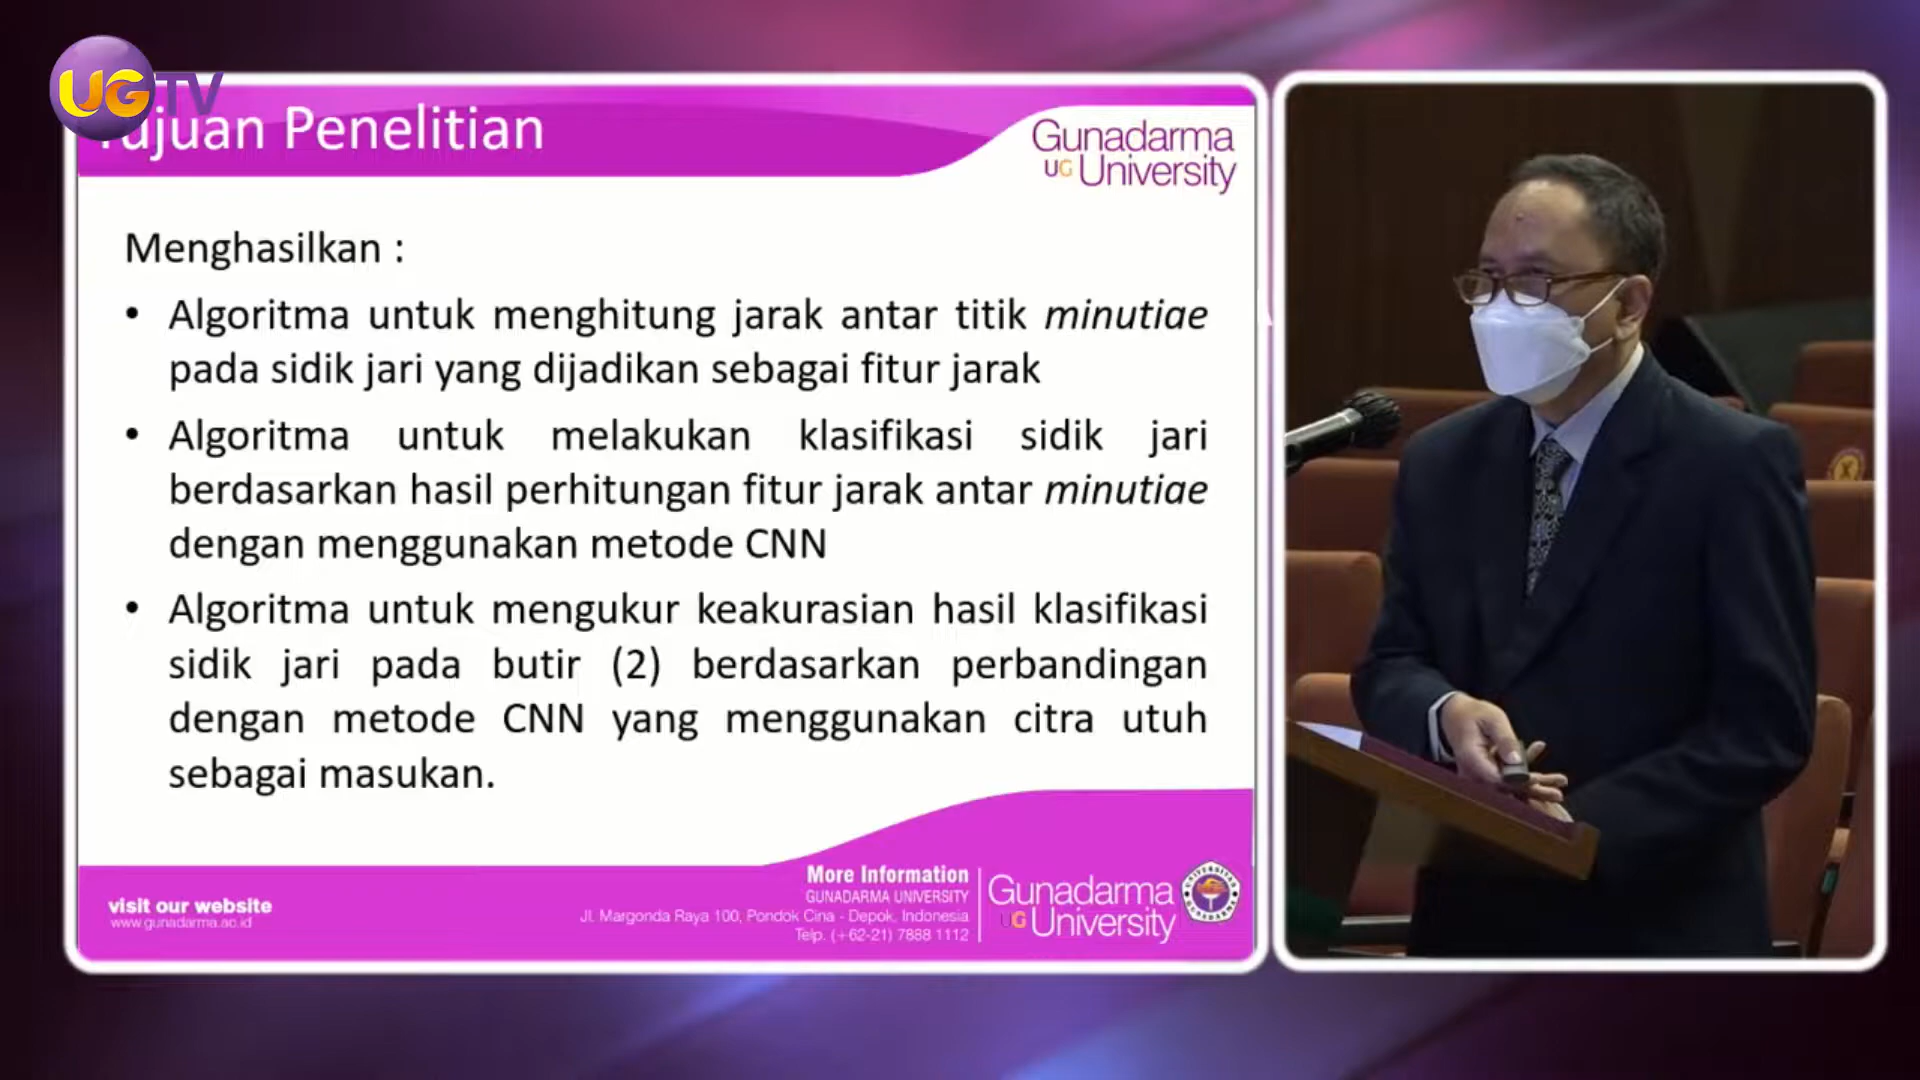 UGTV
Tujuan Penelitian
Gunadarma
UG University
Menghasilkan :
• Algoritma untuk menghitung jarak antar titik minutiae
pada sidik jari yang dijadikan sebagai fitur jarak
• Algoritma untuk melakukan klasifikasi sidik jari
berdasarkan hasil perhitungan fitur jarak antar minutiae
dengan menggunakan metode CNN
• Algoritma untuk mengukur keakurasian hasil klasifikasi
sidik jari pada butir (2) berdasarkan perbandingan
dengan metode CNN yang menggunakan citra utuh
sebagai masukan.
visit our website
www.gunadarma.ac.id
More Information
GUNADARMA UNIVERSITY
Jl. Margonda Raya 100, Pondok Cina - Depok, Indonesia
Telp. (+62-21) 7888 1112
Gunadarma
UG University
UNIVERSITAS GUNADARMA